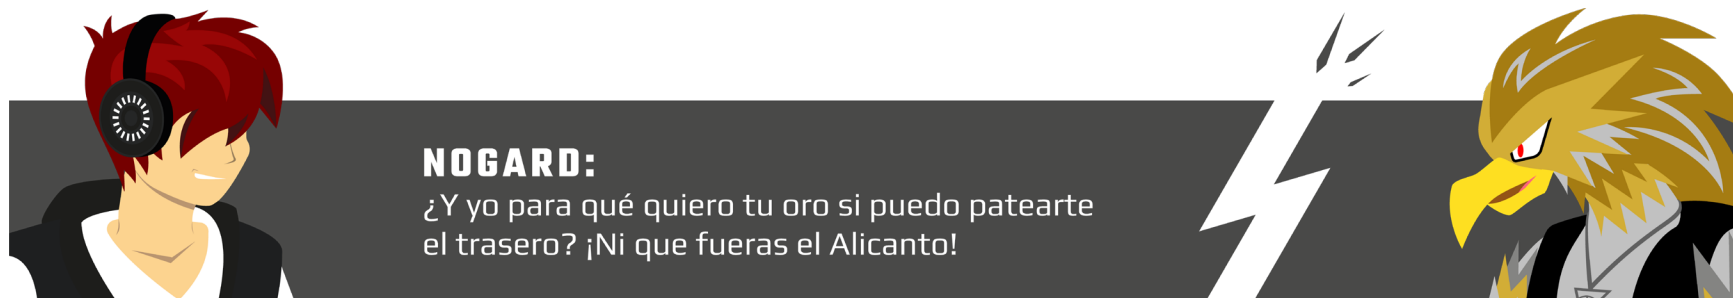 NOGARD:
¿Y yo para qué quiero tu oro si puedo patearte
el trasero? ¡Ni que fueras el Alicanto!